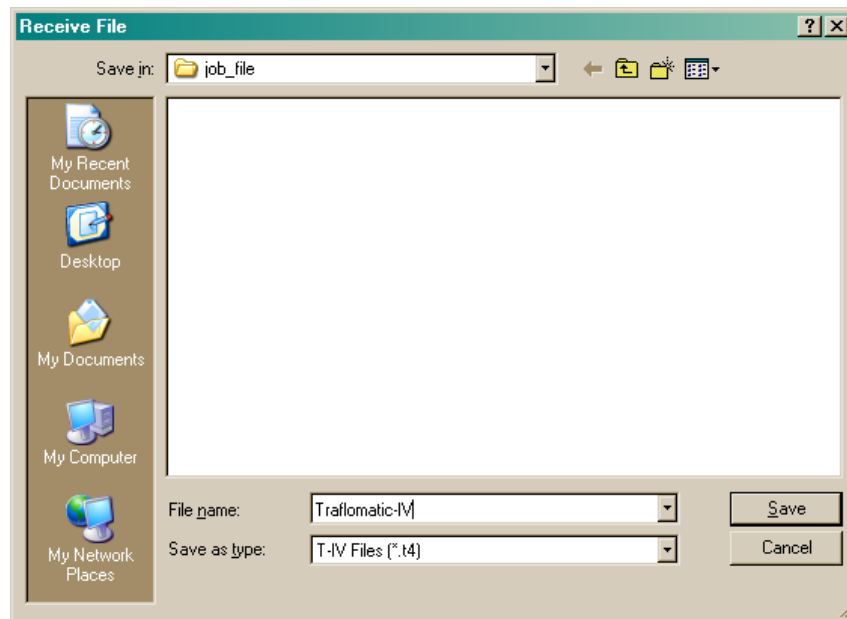 Receive File
Save in:
job_file
My Recent
Documents
Desktop
My Documents
My Computer
My Network
Places
File name:
Traflomatic-IV
Save
Save as type:
T-IV Files (*.t4)
Cancel